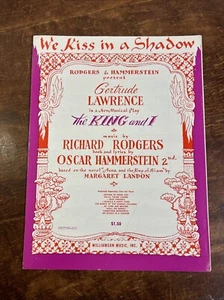 We Kiss in a Shadow
RODGERS & HAMMERSTEIN
present
Gertrude
LAWRENCE
in a New Musical Play
The KING and I
music by
RICHARD RODGERS
book and lyrics by
OSCAR HAMMERSTEIN 2nd
based on the novel "Anna and the King of Siam" by
MARGARET LANDON
$1.50
WILLIAMSON MUSIC, INC.